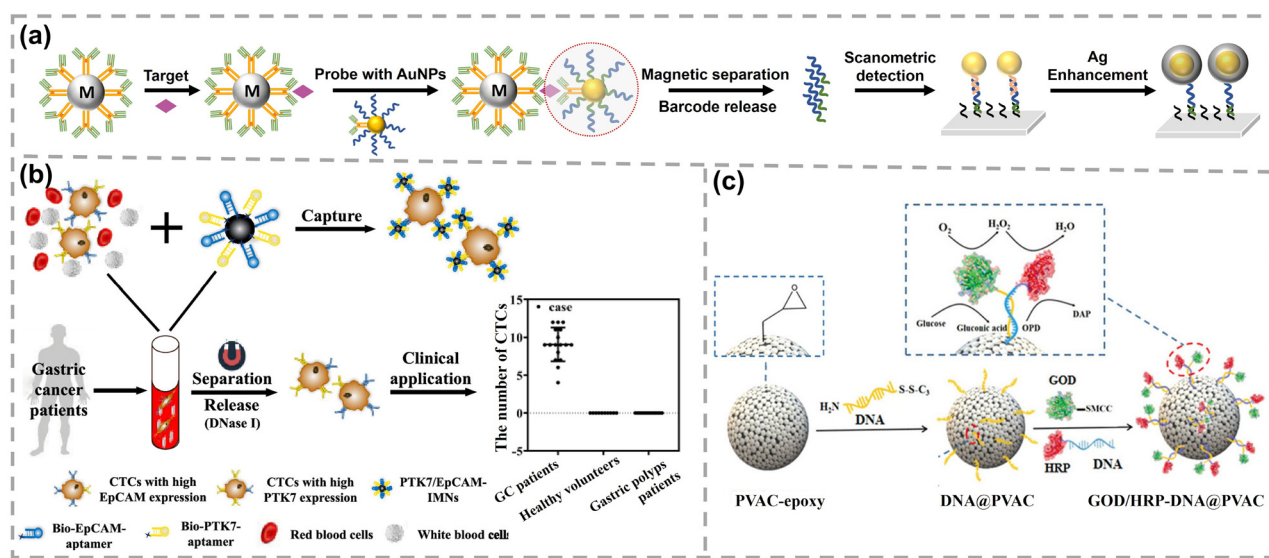 (a)
M
Target
M
Probe with AuNPs
M
Magnetic separation
Barcode release
Scanometric
detection
Ag
Enhancement
(b)
Capture
Gastric
cancer
patients
Separation
Release
(DNase I)
Clinical
application
The number of CTCs
15
10
5
0
-5
case
GC patients
Healthy volunteers
Gastric polyps
patients
CTCs with high
EpCAM expression
CTCs with high
PTK7 expression
PTK7/EpCAM-
IMNs
Bio-EpCAM-
aptamer
Bio-PTK7-
aptamer
Red blood cells
White blood cells
(c)
O
O₂
H₂O₂
H₂O
Glucose
Gluconic acid
OPD
DAP
H₂N
S-S-C₃
DNA
GOD
SMCC
HRP
DNA
PVAC-epoxy
DNA@PVAC
GOD/HRP-DNA@PVAC